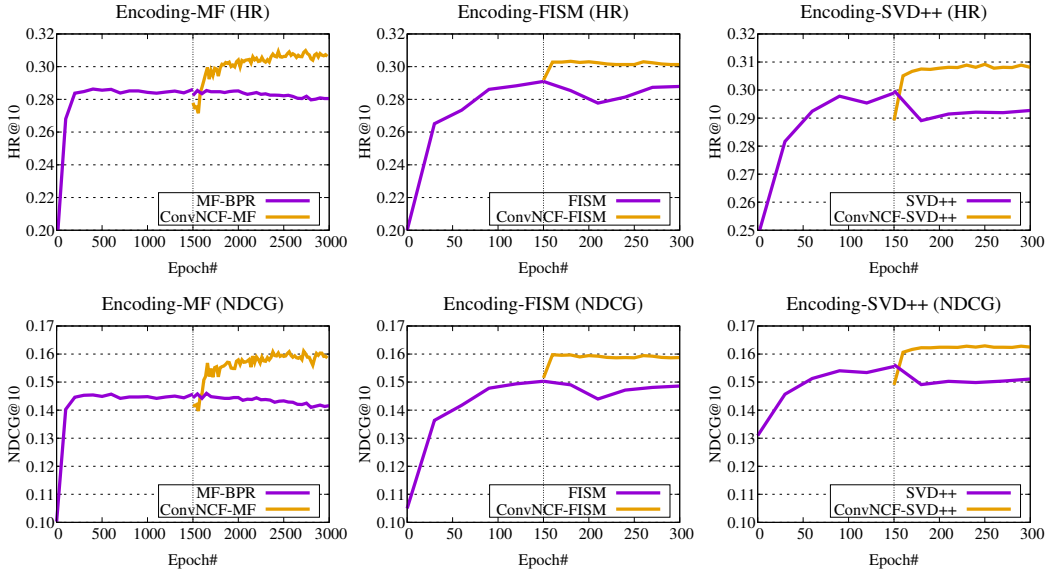 Encoding-MF (HR)
HR@10
0.32
0.30
0.28
0.26
0.24
0.22
0.20
MF-BPR
ConvNCF-MF
0 500 1000 1500 2000 2500 3000
Epoch#
Encoding-FISM (HR)
HR@10
0.32
0.30
0.28
0.26
0.24
0.22
0.20
FISM
ConvNCF-FISM
0 50 100 150 200 250 300
Epoch#
Encoding-SVD++ (HR)
HR@10
0.32
0.31
0.30
0.29
0.28
0.27
0.26
0.25
SVD++
ConvNCF-SVD++
0 50 100 150 200 250 300
Epoch#
Encoding-MF (NDCG)
NDCG@10
0.17
0.16
0.15
0.14
0.13
0.12
0.11
0.10
MF-BPR
ConvNCF-MF
0 500 1000 1500 2000 2500 3000
Epoch#
Encoding-FISM (NDCG)
NDCG@10
0.17
0.16
0.15
0.14
0.13
0.12
0.11
0.10
FISM
ConvNCF-FISM
0 50 100 150 200 250 300
Epoch#
Encoding-SVD++ (NDCG)
NDCG@10
0.17
0.16
0.15
0.14
0.13
0.12
0.11
0.10
SVD++
ConvNCF-SVD++
0 50 100 150 200 250 300
Epoch#